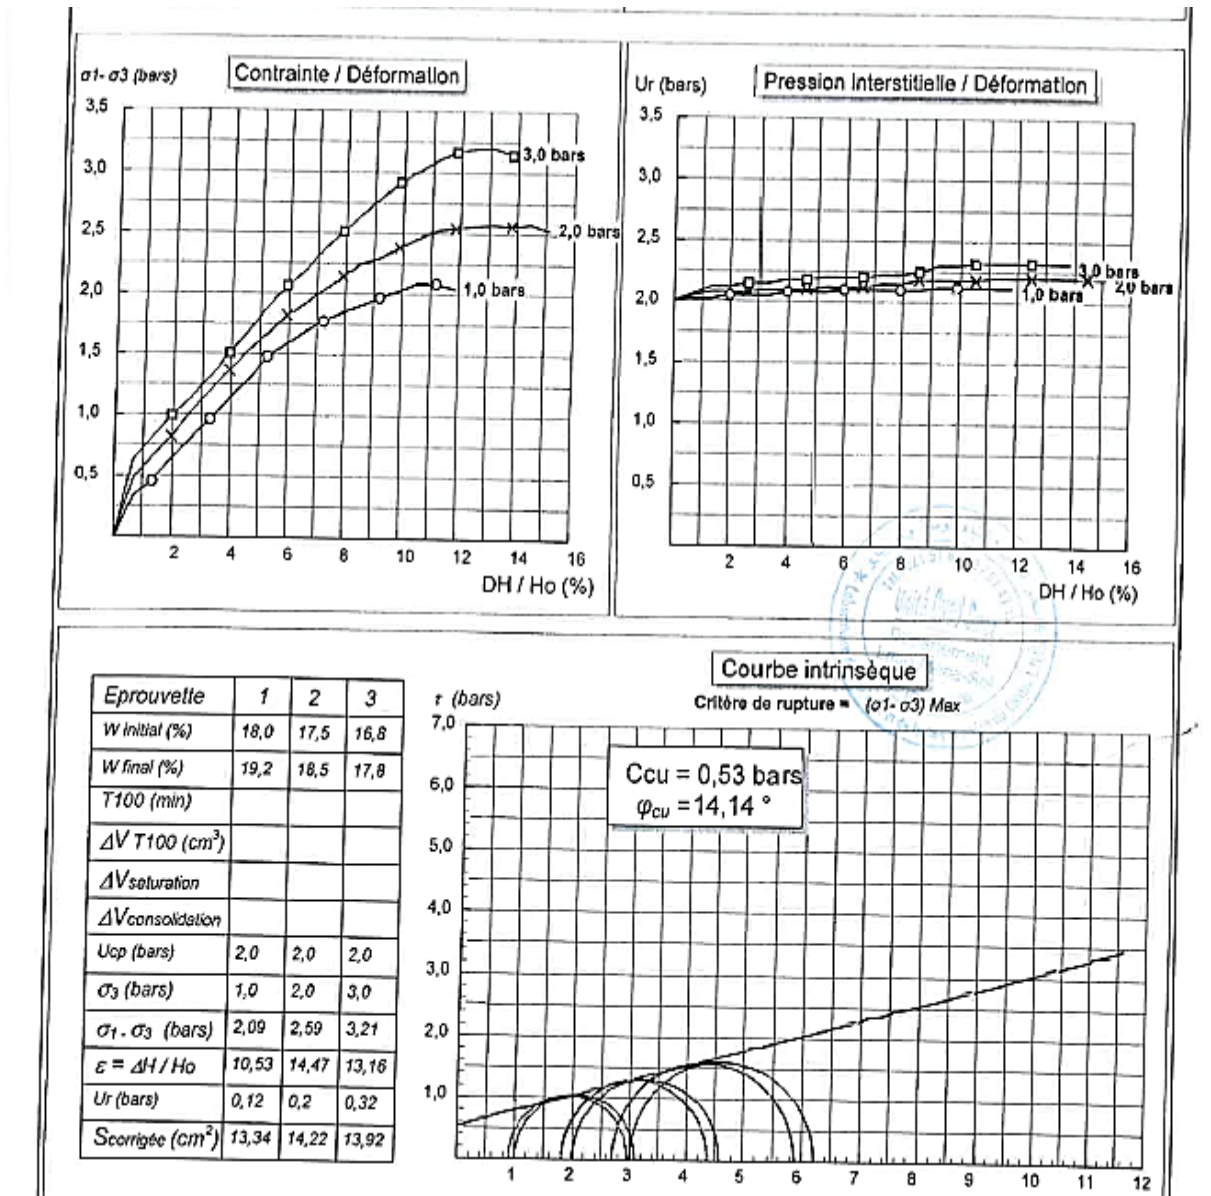 σ1- σ3 (bars)
Contrainte / Déformation
3,5
3,0
2,5
2,0
1,5
1,0
0,5
3,0 bars
2,0 bars
1,0 bars
2 4 6 8 10 12 14 16
DH / Ho (%)
Ur (bars)
Pression Interstitielle / Déformation
3,5
3,0
2,5
2,0
1,5
1,0
0,5
3,0 bars
2,0 bars
1,0 bars
2 4 6 8 10 12 14 16
DH / Ho (%)
Eprouvette 1 2 3
W initial (%) 18,0 17,5 16,8
W final (%) 19,2 18,5 17,8
T100 (min)
ΔV T100 (cm³)
ΔVsaturation
ΔVconsolidation
Ucp (bars) 2,0 2,0 2,0
σ3 (bars) 1,0 2,0 3,0
σ1 - σ3 (bars) 2,09 2,59 3,21
ε = ΔH / Ho 10,53 14,47 13,16
Ur (bars) 0,12 0,2 0,32
Scorrigée (cm²) 13,34 14,22 13,92
Courbe intrinsèque
Critère de rupture = (σ1- σ3) Max
τ (bars)
7,0
6,0
5,0
4,0
3,0
2,0
1,0
Ccu = 0,53 bars
φcu = 14,14 °
1 2 3 4 5 6 7 8 9 10 11 12